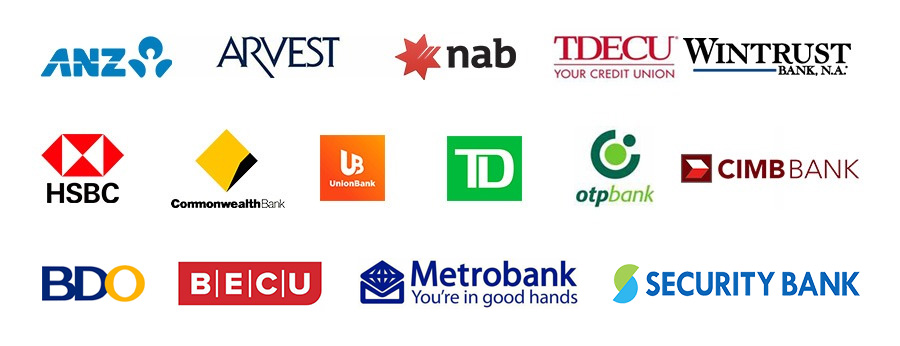 ANZ
ARVEST
nab
TDECU®
YOUR CREDIT UNION
WINTRUST
BANK, N.A.®
HSBC
CommonwealthBank
UB
UnionBank
TD
otpbank
CIMB BANK
BDO
B|E|C|U
Metrobank
You're in good hands
SECURITY BANK